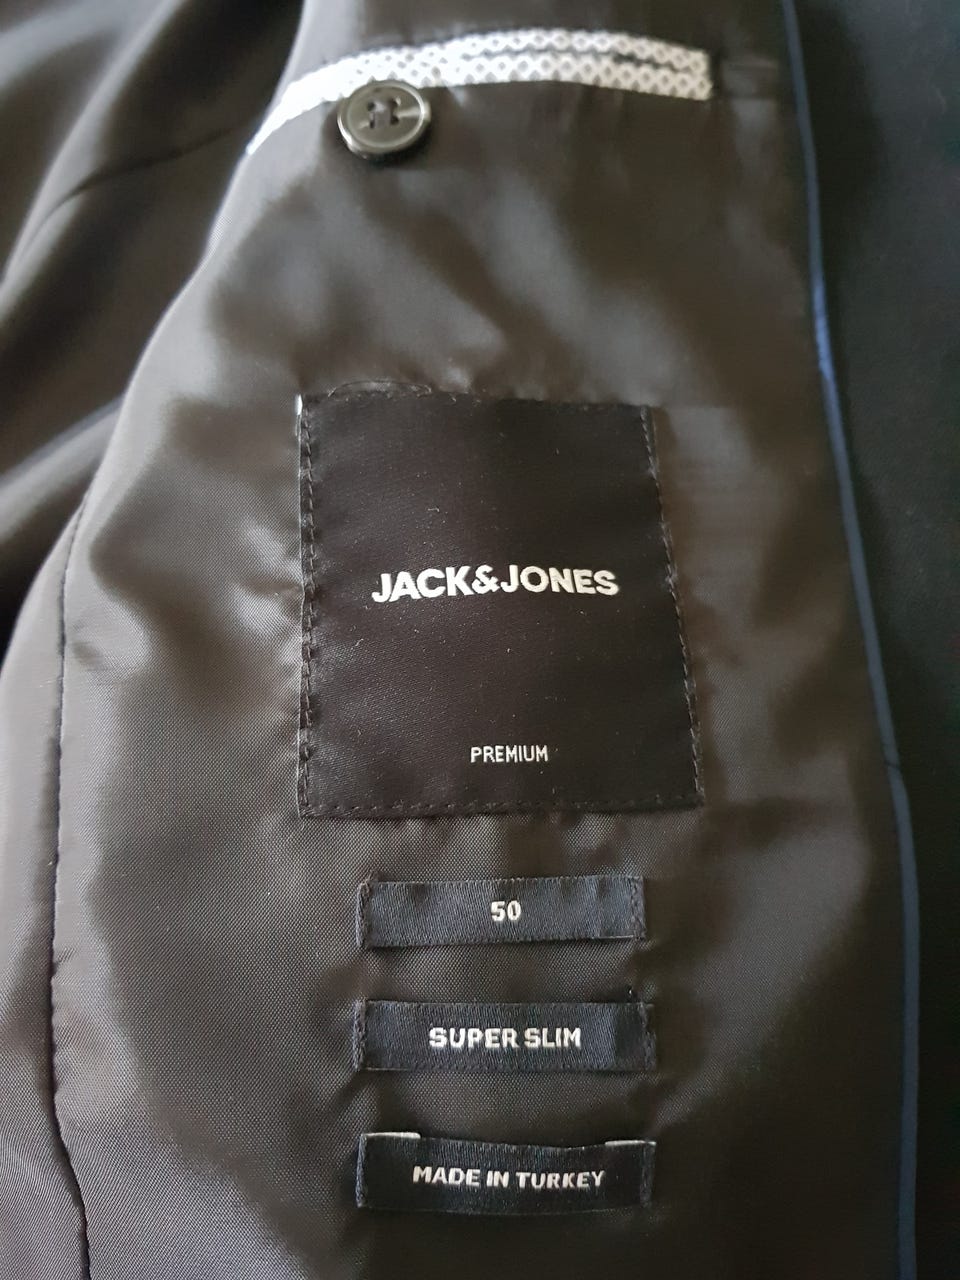 JACK&JONES
PREMIUM
50
SUPER SLIM
MADE IN TURKEY